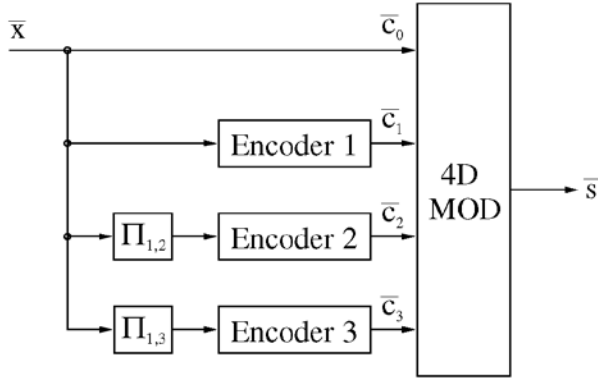 x̅ c̅₀
c̅₁
Encoder 1
4D
MOD
s̅
c̅₂
Π₁,₂ Encoder 2
c̅₃
Π₁,₃ Encoder 3